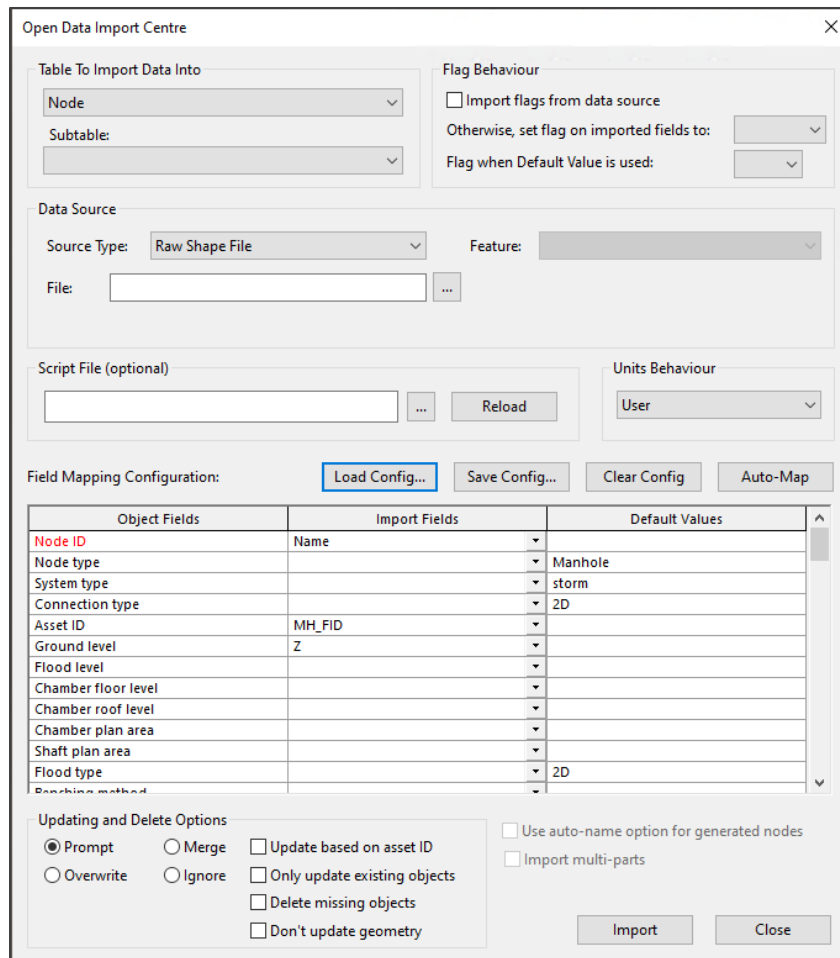 Open Data Import Centre
Table To Import Data Into
Node
Subtable:
Flag Behaviour
Import flags from data source
Otherwise, set flag on imported fields to:
Flag when Default Value is used:
Data Source
Source Type: Raw Shape File Feature:
File: ...
Script File (optional)
... Reload
Units Behaviour
User
Field Mapping Configuration: Load Config... Save Config... Clear Config Auto-Map
Object Fields Import Fields Default Values
Node ID Name
Node type Manhole
System type storm
Connection type 2D
Asset ID MH_FID
Ground level Z
Flood level
Chamber floor level
Chamber roof level
Chamber plan area
Shaft plan area
Flood type 2D
Benching method
Updating and Delete Options
Prompt Merge Update based on asset ID
Overwrite Ignore Only update existing objects
Delete missing objects
Don't update geometry
Use auto-name option for generated nodes
Import multi-parts
Import Close